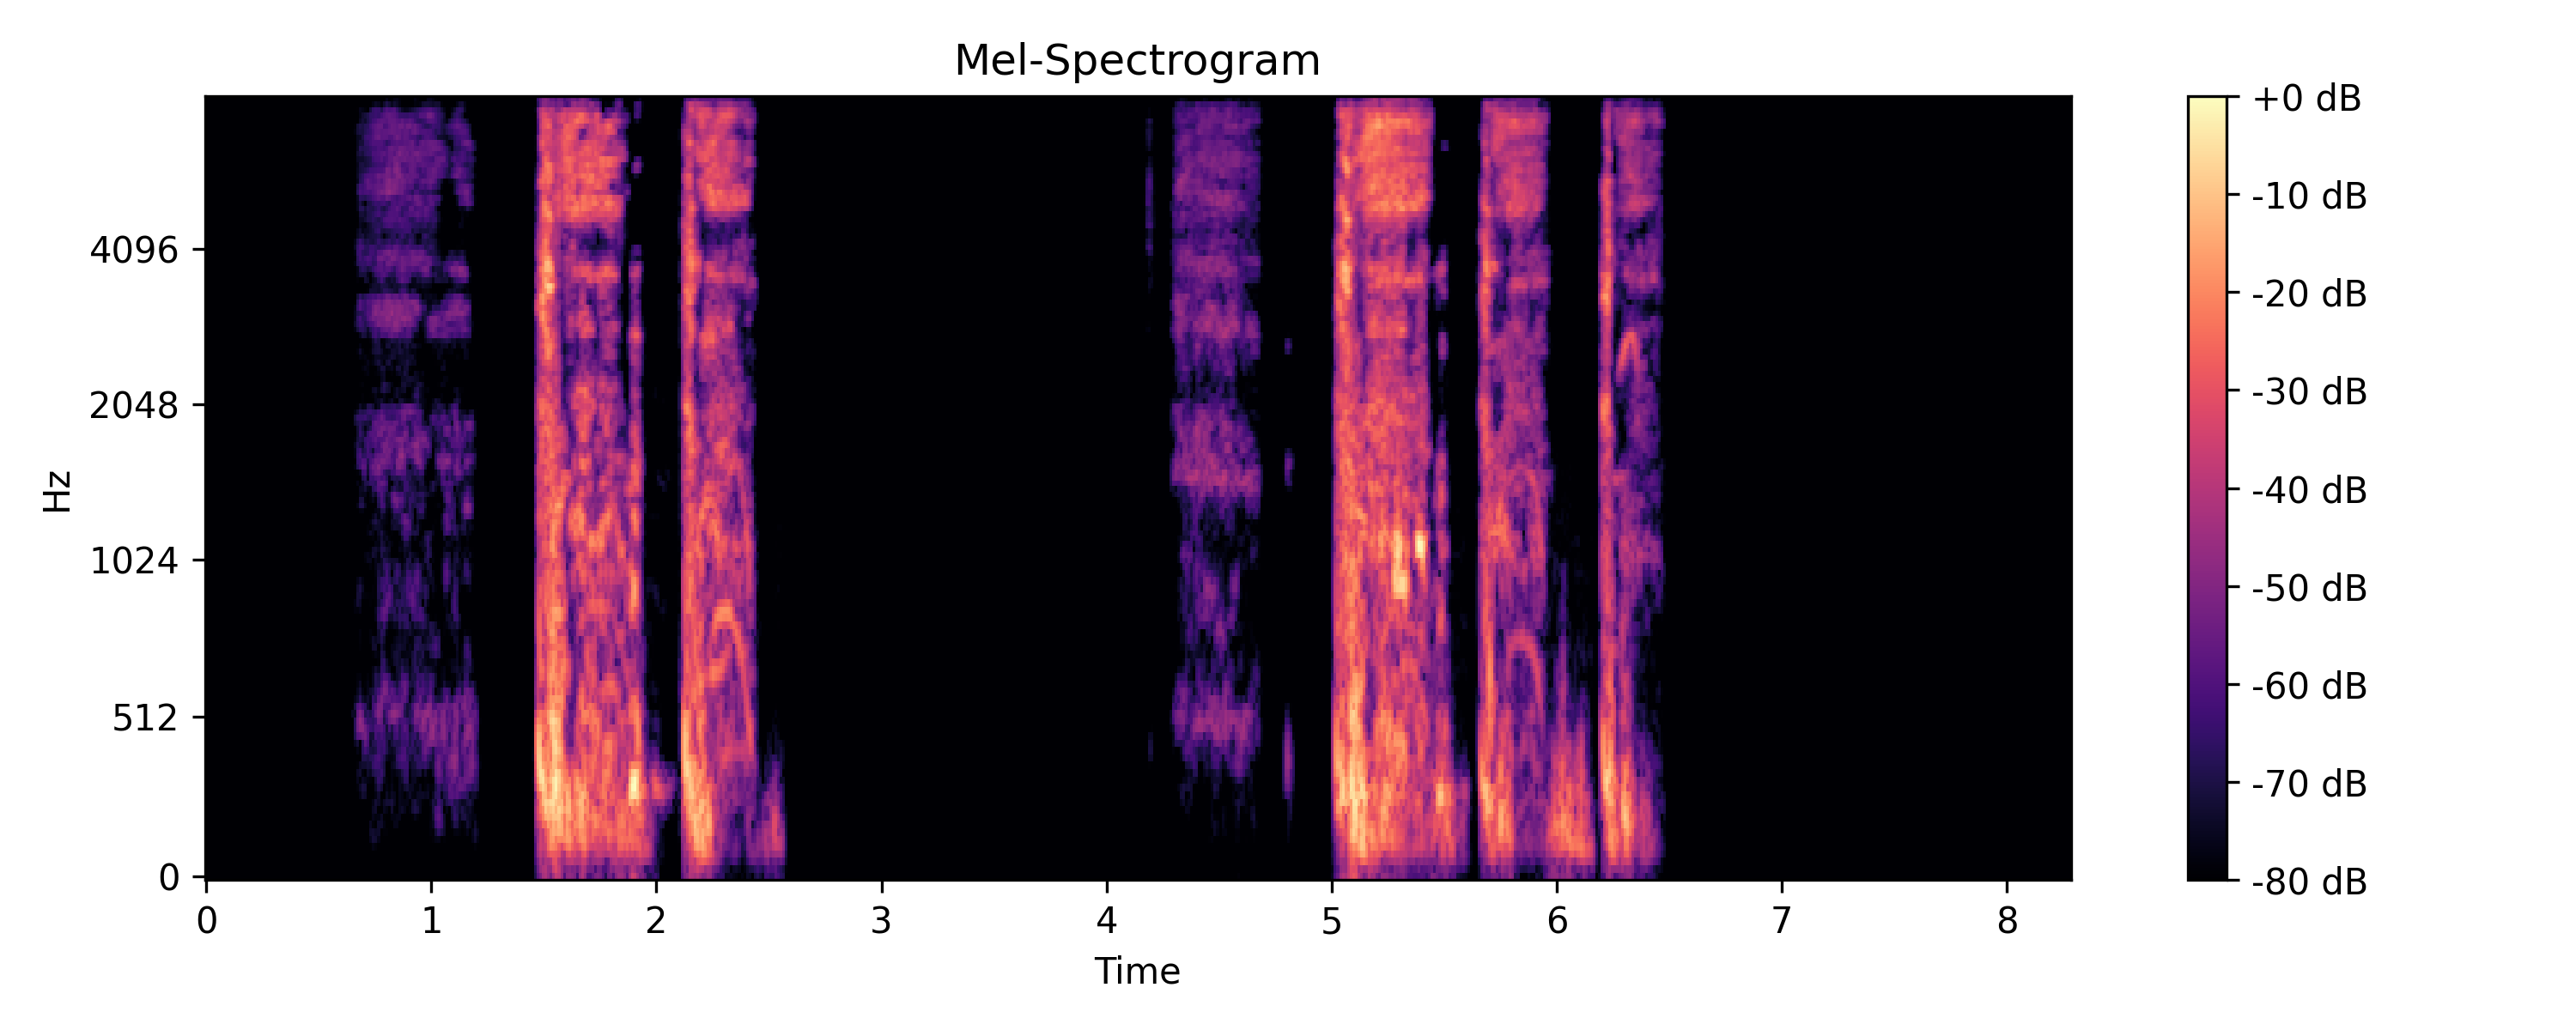 Mel-Spectrogram
+0 dB
-10 dB
-20 dB
-30 dB
-40 dB
-50 dB
-60 dB
-70 dB
-80 dB
Hz
4096
2048
1024
512
0
0 1 2 3 4 5 6 7 8
Time